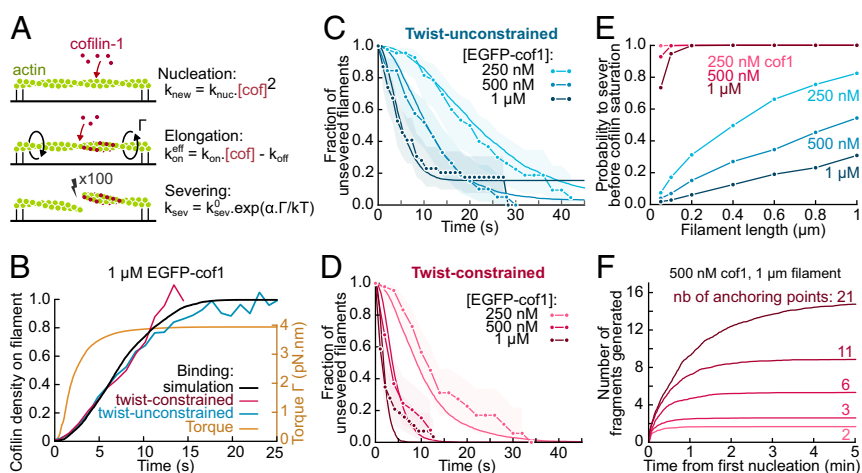 A
cofilin-1
actin
Nucleation:
k_new = k_nuc.[cof]^2
Γ
Elongation:
k_on^eff = k_on.[cof] - k_off
x100
Severing:
k_sev = k_sev^0.exp(α.Γ/kT)
B
1 µM EGFP-cof1
Cofilin density on filament
1.0
0.8
0.6
0.4
0.2
0
0 5 10 15 20 25
Time (s)
Binding:
simulation
twist-constrained
twist-unconstrained
Torque
4
3
2
1
0
Torque Γ (pN.nm)
C
Twist-unconstrained
[EGFP-cof1]:
250 nM
500 nM
1 µM
Fraction of
unsevered filaments
1.0
0.8
0.6
0.4
0.2
0
0 10 20 30 40
Time (s)
D
Twist-constrained
[EGFP-cof1]:
250 nM
500 nM
1 µM
Fraction of
unsevered filaments
1.0
0.8
0.6
0.4
0.2
0
0 10 20 30 40
Time (s)
E
Probability to sever
before cofilin saturation
1.0
0.8
0.6
0.4
0.2
0
250 nM cof1
500 nM
1 µM
250 nM
500 nM
1 µM
0 0.2 0.4 0.6 0.8 1
Filament length (µm)
F
500 nM cof1, 1 µm filament
nb of anchoring points: 21
11
6
3
2
Number of
fragments generated
15
10
5
0
0 1 2 3 4 5
Time from first nucleation (min)